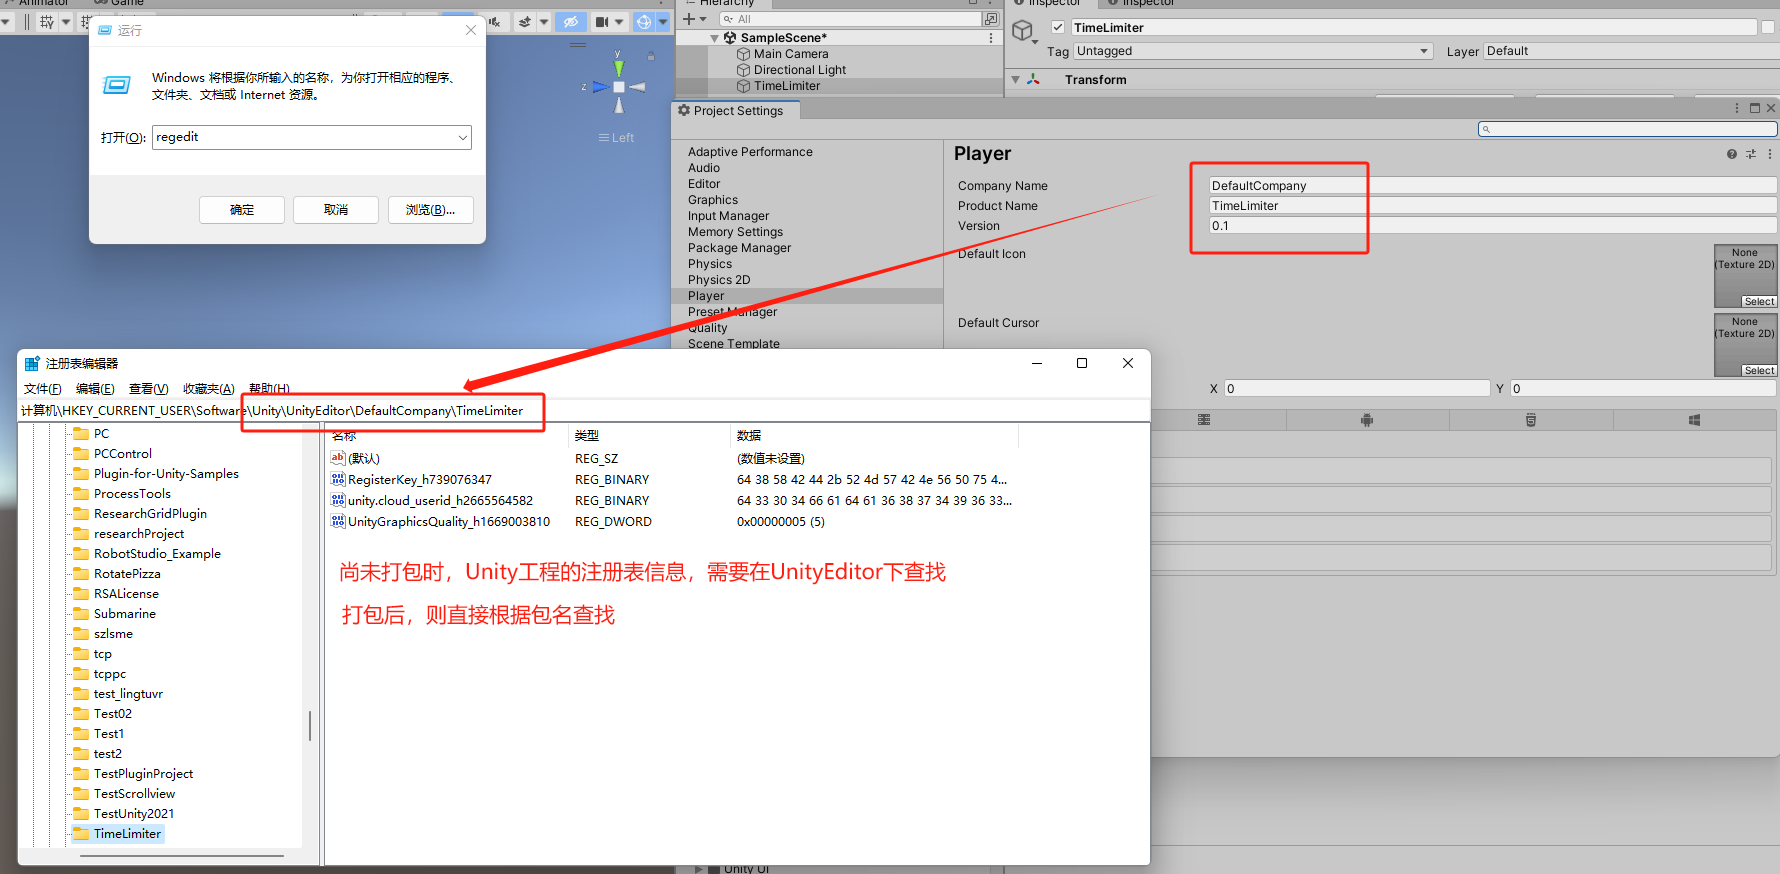 Animator
Game
Hierarchy
All
SampleScene*
Main Camera
Directional Light
TimeLimiter
Inspector
Inspector
TimeLimiter
Tag
Untagged
Layer
Default
Transform
y
z
Left
运行
Windows 将根据你所输入的名称，为你打开相应的程序、
文件夹、文档或 Internet 资源。
打开(O):
regedit
确定
取消
浏览(B)...
Project Settings
Adaptive Performance
Audio
Editor
Graphics
Input Manager
Memory Settings
Package Manager
Physics
Physics 2D
Player
Preset Manager
Quality
Scene Template
Player
Company Name
DefaultCompany
Product Name
TimeLimiter
Version
0.1
Default Icon
None
(Texture 2D)
Select
Default Cursor
None
(Texture 2D)
Select
X
0
Y
0
注册表编辑器
文件(F)
编辑(E)
查看(V)
收藏夹(A)
帮助(H)
计算机\HKEY_CURRENT_USER\Software\Unity\UnityEditor\DefaultCompany\TimeLimiter
PC
PCControl
Plugin-for-Unity-Samples
ProcessTools
ResearchGridPlugin
researchProject
RobotStudio_Example
RotatePizza
RSALicense
Submarine
szlsme
tcp
tcppc
test_lingtuvr
Test02
Test1
test2
TestPluginProject
TestScrollview
TestUnity2021
TimeLimiter
名称
类型
数据
(默认)
REG_SZ
(数值未设置)
RegisterKey_h739076347
REG_BINARY
64 38 58 42 44 2b 52 4d 57 42 4e 56 50 75 4...
unity.cloud_userid_h2665564582
REG_BINARY
64 33 30 34 66 61 64 61 36 38 37 34 39 36 33...
UnityGraphicsQuality_h1669003810
REG_DWORD
0x00000005 (5)
尚未打包时，Unity工程的注册表信息，需要在UnityEditor下查找
打包后，则直接根据包名查找
Unity UI